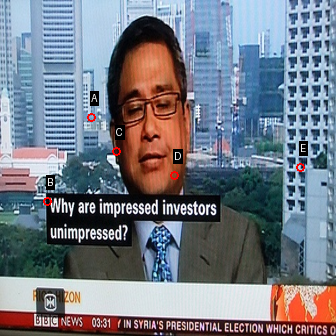 Why are impressed investors
unimpressed?
BBC NEWS 03:31 Y IN SYRIA'S PRESIDENTIAL ELECTION WHICH CRITICS